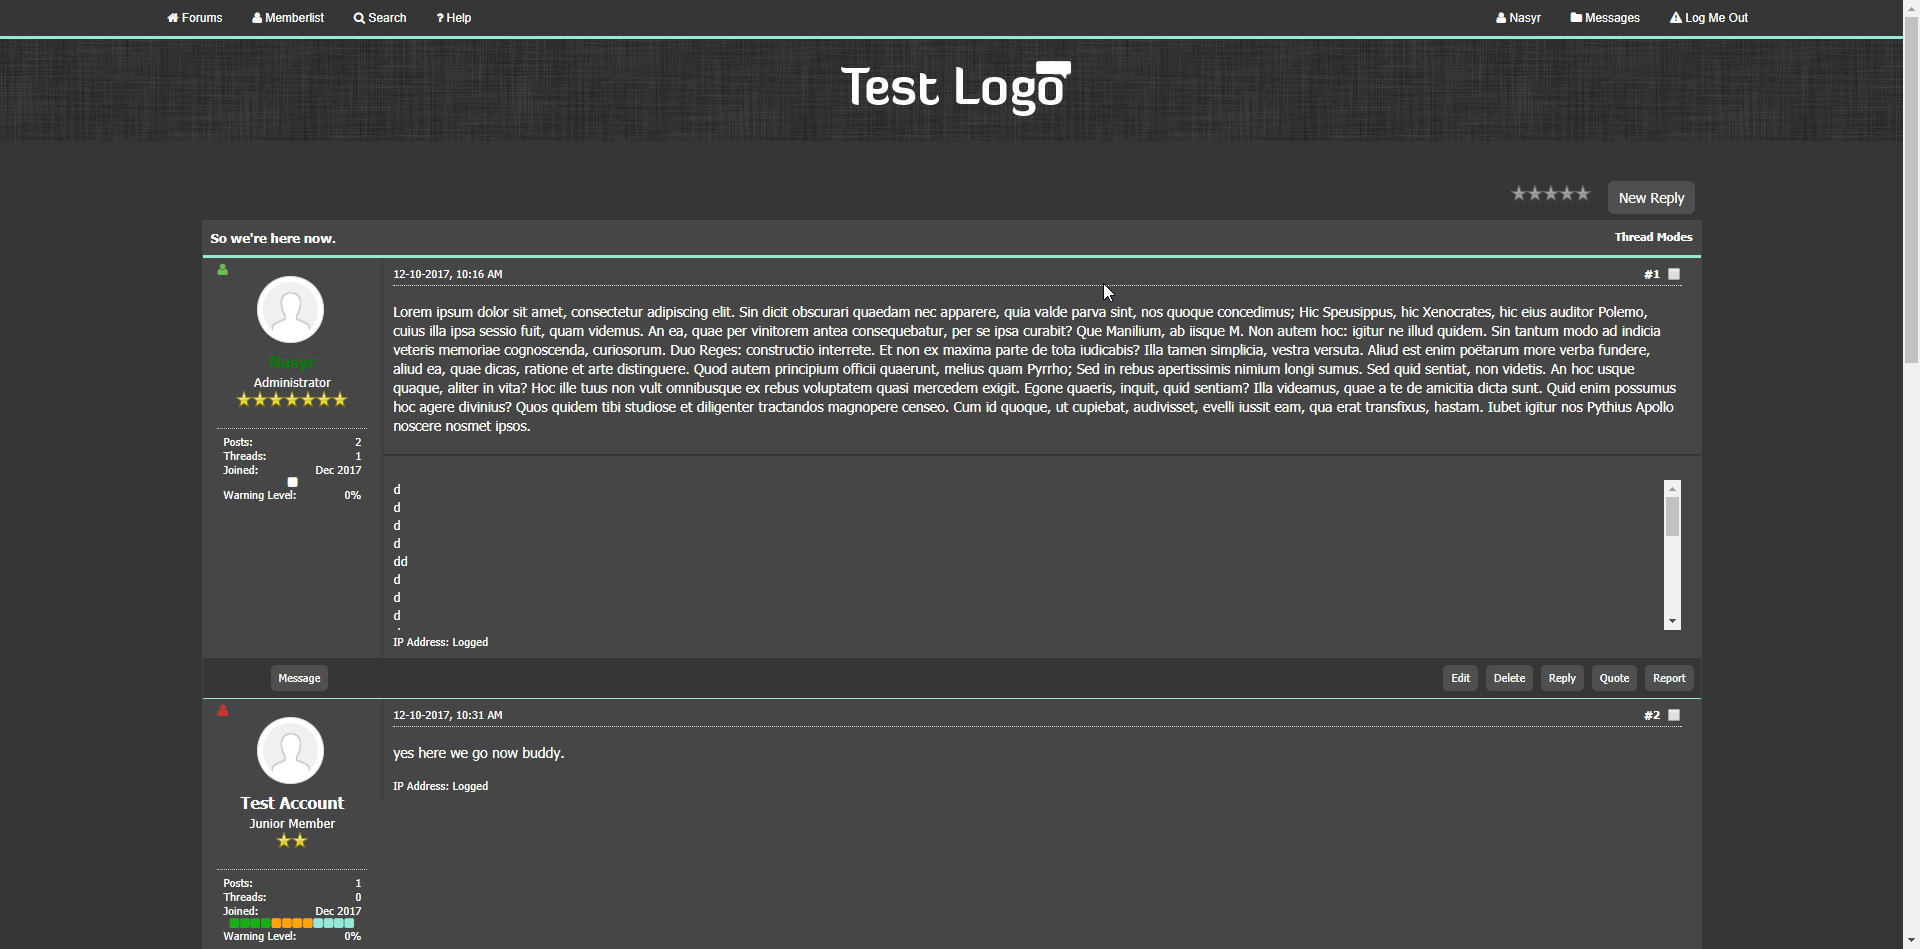 Forums Memberlist Search ? Help Nasyr Messages Log Me Out
Test Logo
New Reply
So we're here now. Thread Modes
12-10-2017, 10:16 AM #1
Lorem ipsum dolor sit amet, consectetur adipiscing elit. Sin dicit obscurari quaedam nec apparere, quia valde parva sint, nos quoque concedimus; Hic Speusippus, hic Xenocrates, hic eius auditor Polemo,
cuius illa ipsa sessio fuit, quam videmus. An ea, quae per vinitorem antea consequebatur, per se ipsa curabit? Que Manilium, ab iisque M. Non autem hoc: igitur ne illud quidem. Sin tantum modo ad indicia
veteris memoriae cognoscenda, curiosorum. Duo Reges: constructio interrete. Et non ex maxima parte de tota iudicabis? Illa tamen simplicia, vestra versuta. Aliud est enim poëtarum more verba fundere,
aliud ea, quae dicas, ratione et arte distinguere. Quod autem principium officii quaerunt, melius quam Pyrrho; Sed in rebus apertissimis nimium longi sumus. Sed quid sentiat, non videtis. An hoc usque
quaque, aliter in vita? Hoc ille tuus non vult omnibusque ex rebus voluptatem quasi mercedem exigit. Egone quaeris, inquit, quid sentiam? Illa videamus, quae a te de amicitia dicta sunt. Quid enim possumus
hoc agere divinius? Quos quidem tibi studiose et diligenter tractandos magnopere censeo. Cum id quoque, ut cupiebat, audivisset, evelli iussit eam, qua erat transfixus, hastam. Iubet igitur nos Pythius Apollo
noscere nosmet ipsos.
Nasyr
Administrator
Posts: 2
Threads: 1
Joined: Dec 2017
Warning Level: 0%
d
d
d
d
dd
d
d
d
IP Address: Logged
Message Edit Delete Reply Quote Report
12-10-2017, 10:31 AM #2
yes here we go now buddy.
IP Address: Logged
Test Account
Junior Member
Posts: 1
Threads: 0
Joined: Dec 2017
Warning Level: 0%